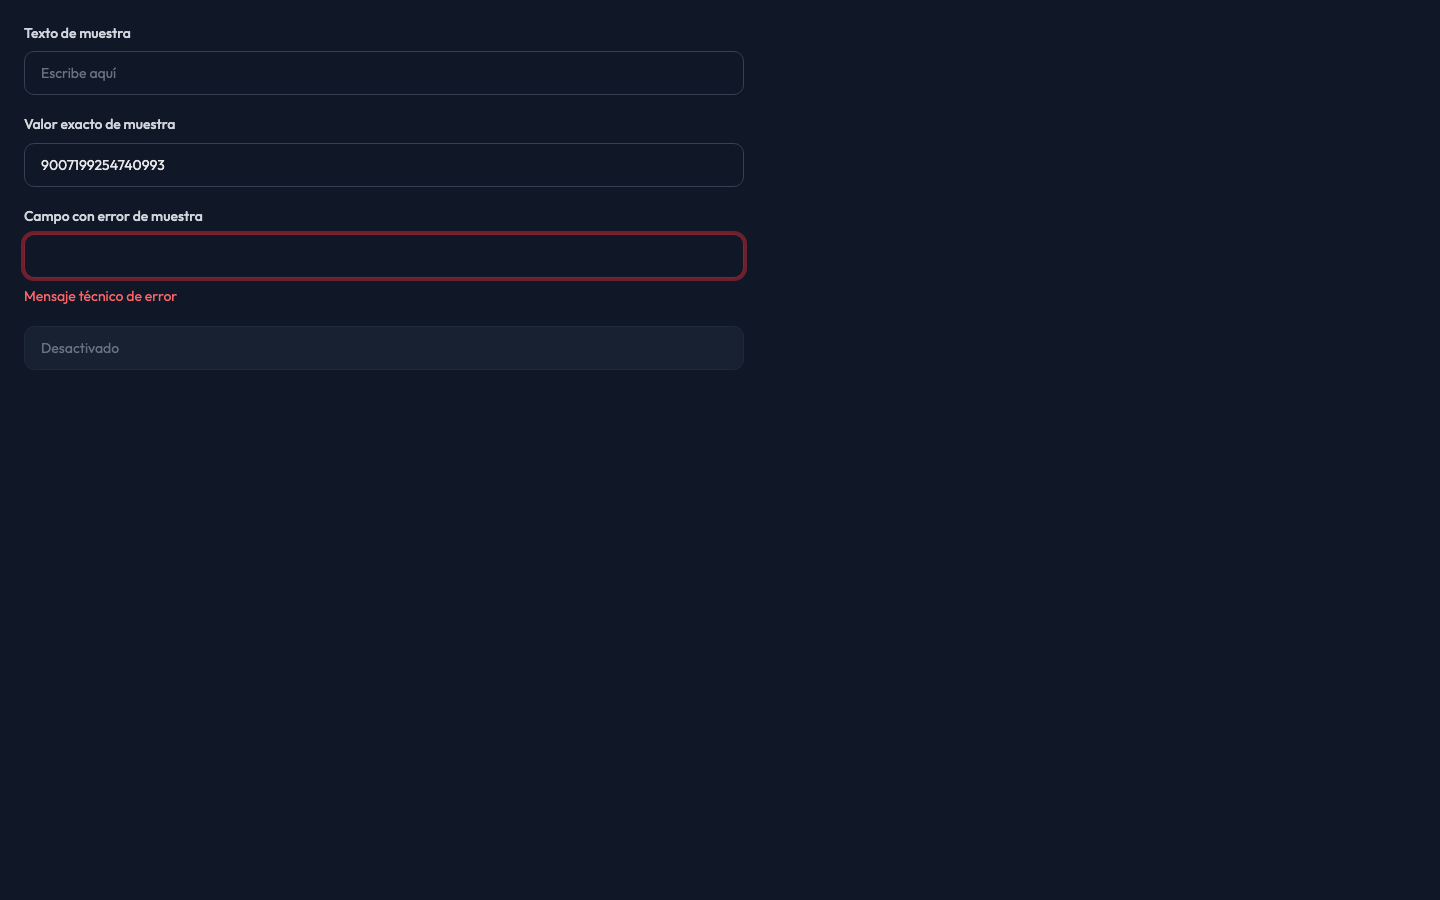 Texto de muestra
Escribe aquí
Valor exacto de muestra
9007199254740993
Campo con error de muestra
Mensaje técnico de error
Desactivado